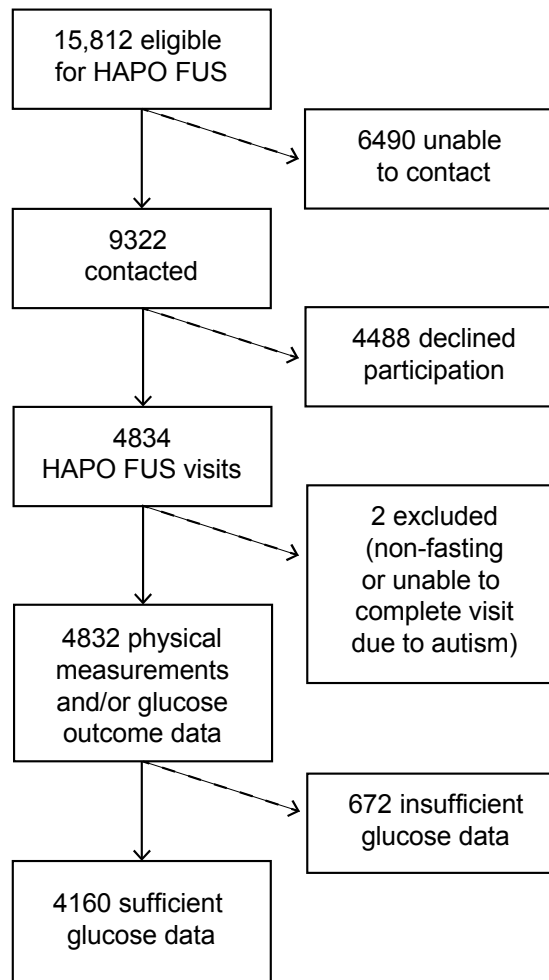 15,812 eligible
for HAPO FUS
6490 unable
to contact
9322
contacted
4488 declined
participation
4834
HAPO FUS visits
2 excluded
(non-fasting
or unable to
complete visit
due to autism)
4832 physical
measurements
and/or glucose
outcome data
672 insufficient
glucose data
4160 sufficient
glucose data